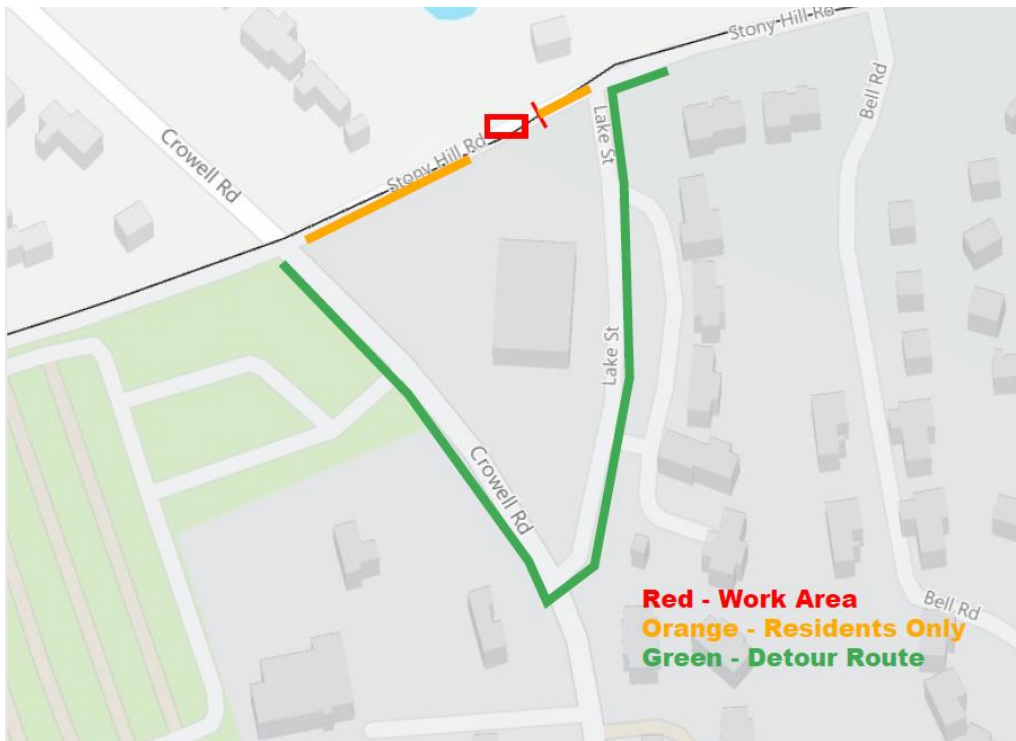 Stony Hill Rd
Bell Rd
Crowell Rd
Lake St
Stony Hill Rd
Lake St
Crowell Rd
Red - Work Area
Orange - Residents Only
Green - Detour Route
Bell Rd